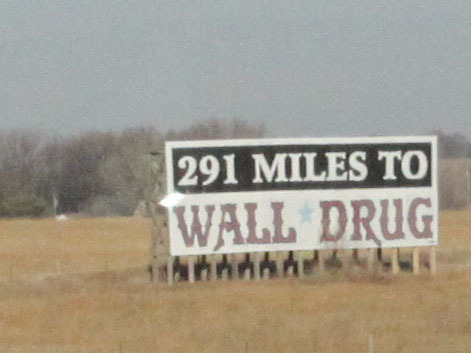 291 MILES TO
WALL DRUG